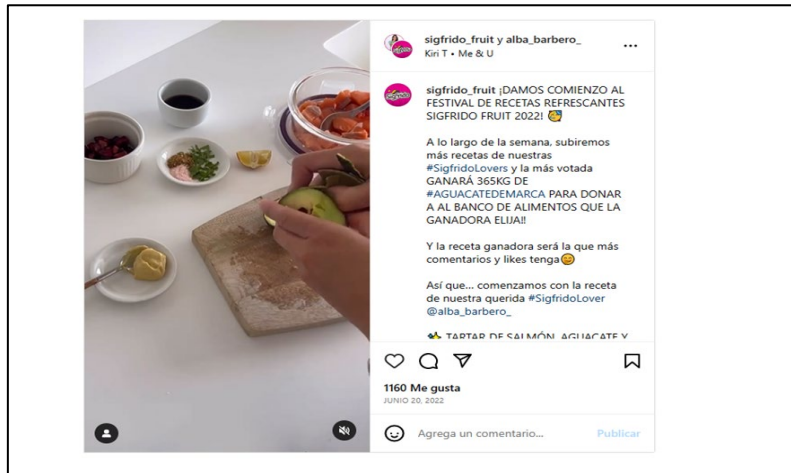 sigfrido_fruit y alba_barbero_
Kiri T • Me & U
sigfrido_fruit ¡DAMOS COMIENZO AL
FESTIVAL DE RECETAS REFRESCANTES
SIGFRIDO FRUIT 2022! 🥳
A lo largo de la semana, subiremos
más recetas de nuestras
#SigfridoLovers y la más votada
GANARÁ 365KG DE
#AGUACATEDEMARCA PARA DONAR
A AL BANCO DE ALIMENTOS QUE LA
GANADORA ELIJA!!
Y la receta ganadora será la que más
comentarios y likes tenga😊
Así que... comenzamos con la receta
de nuestra querida #SigfridoLover
@alba_barbero_
TARTAR DE SALMÓN, AGUACATE Y
1160 Me gusta
JUNIO 20, 2022
Agrega un comentario...
Publicar